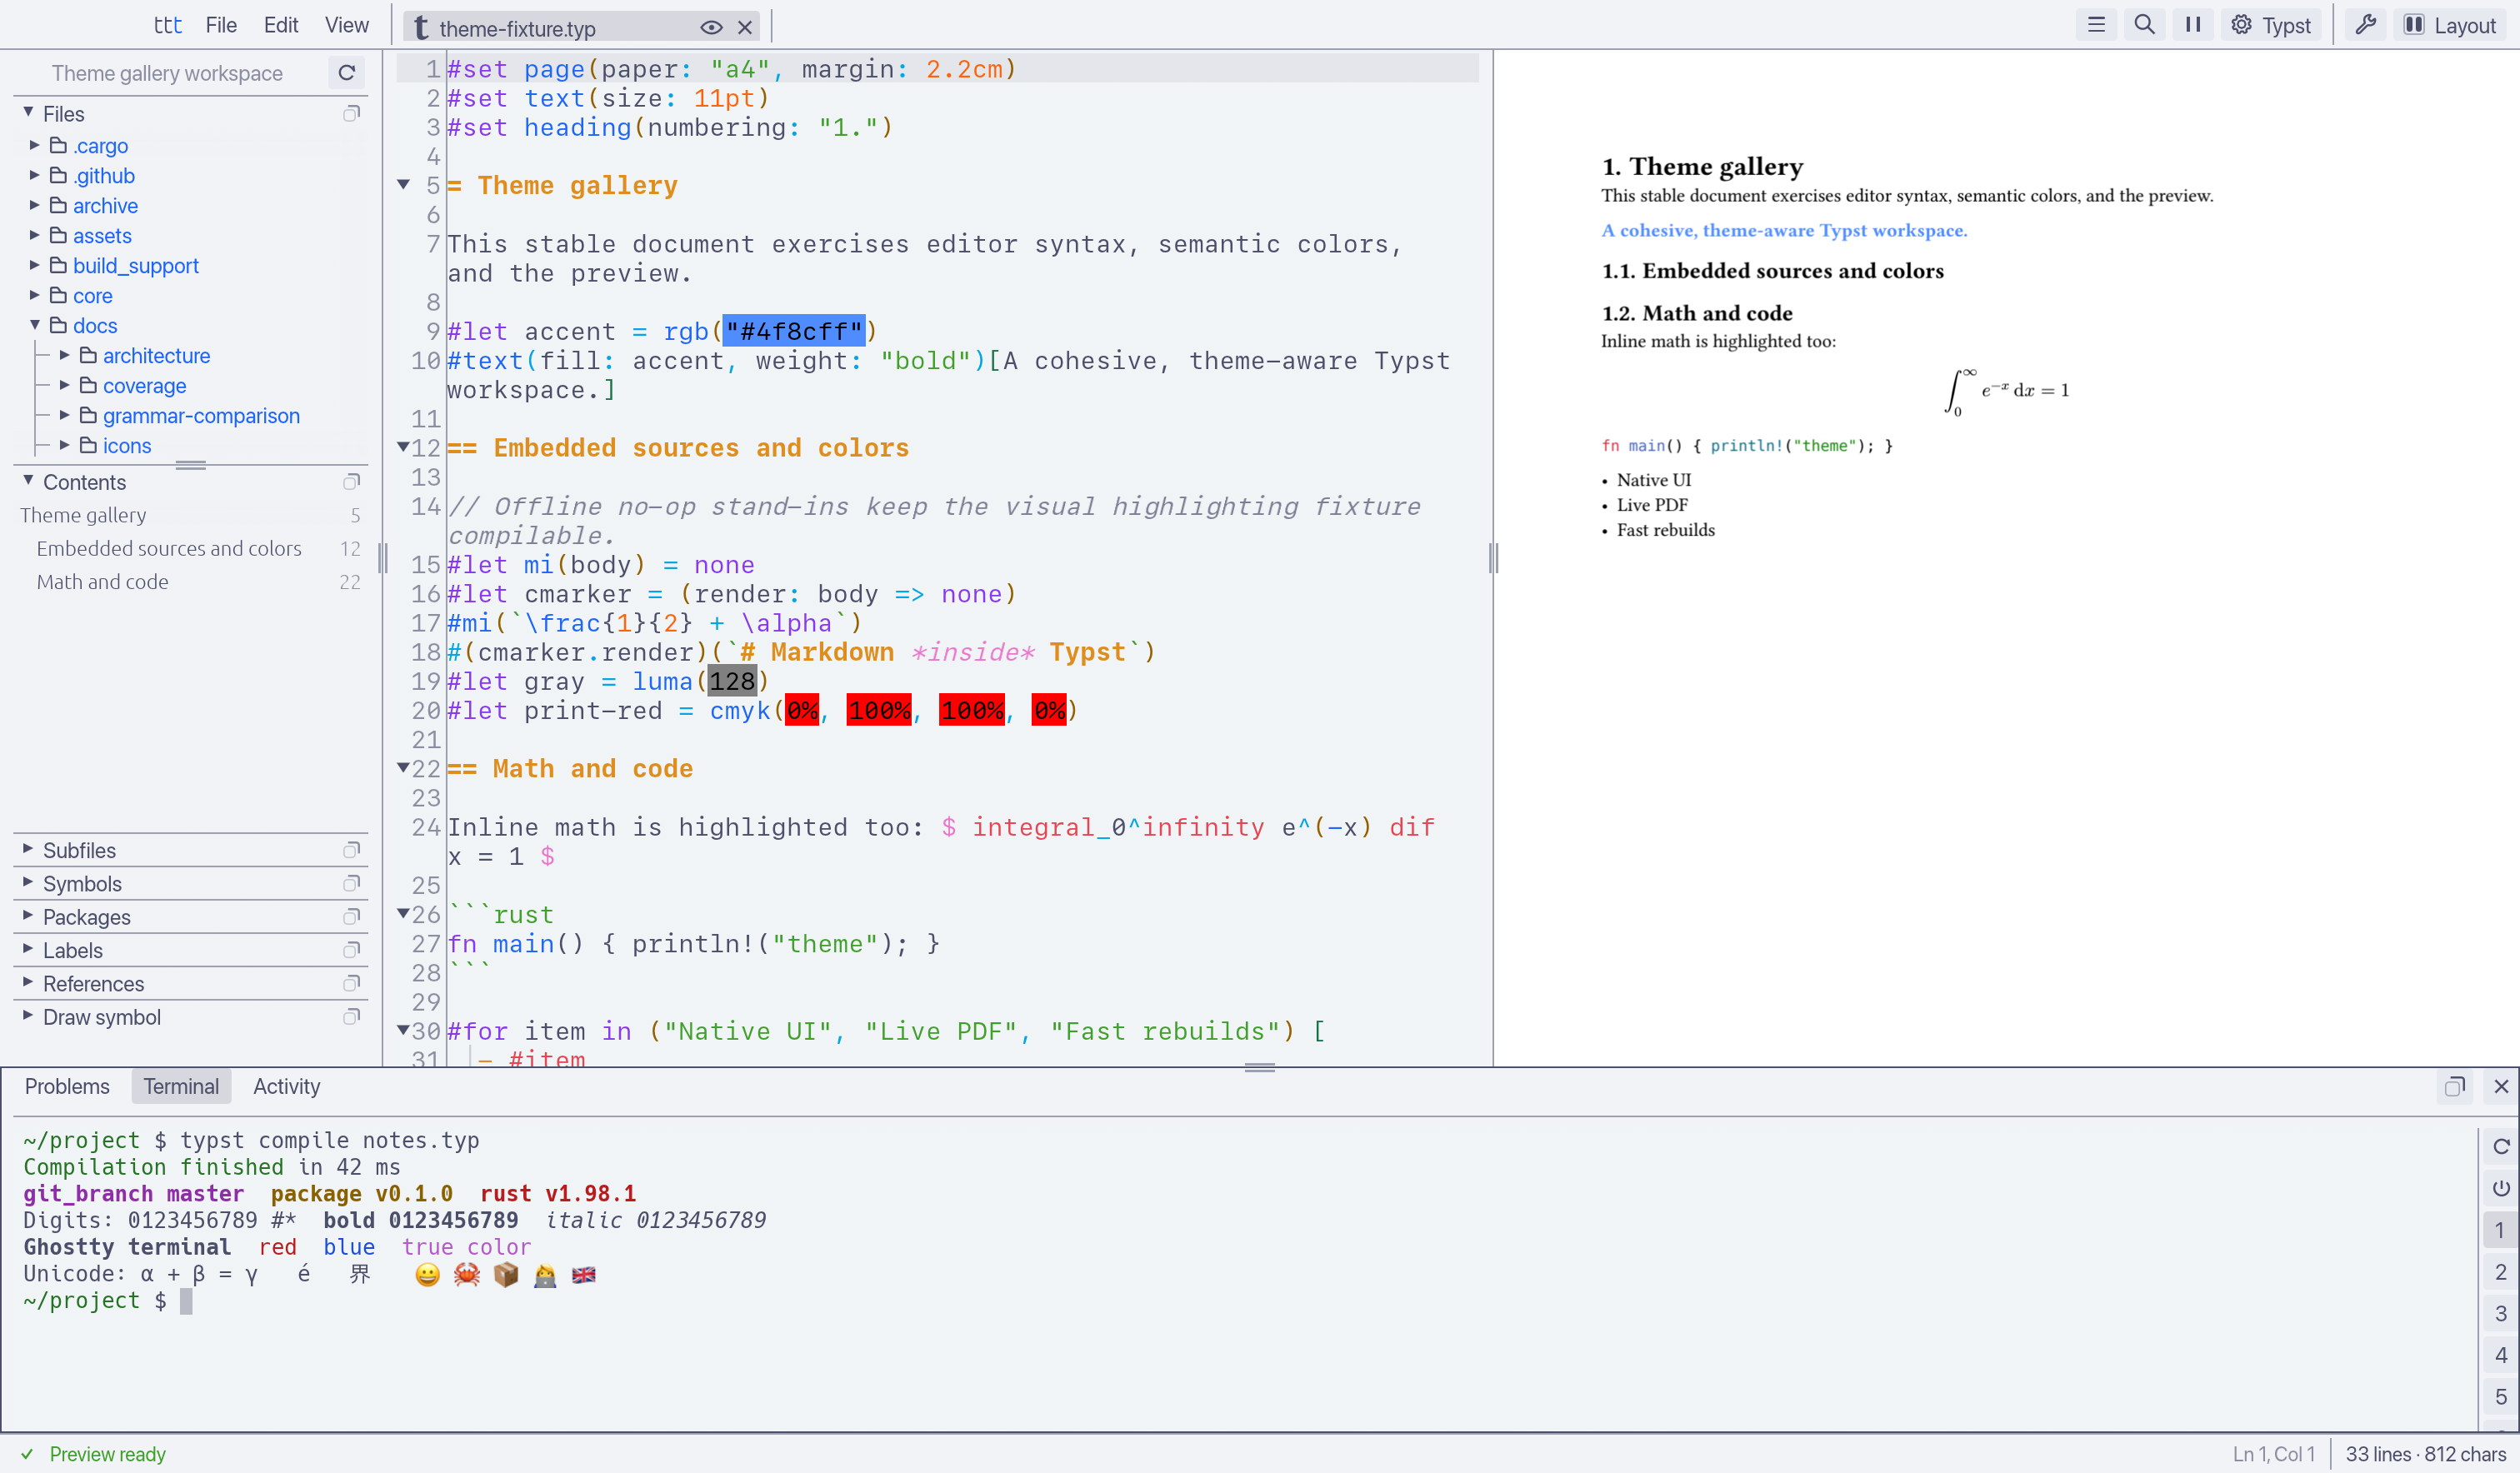 ttt File Edit View
theme-fixture.typ
Typst
Layout
Theme gallery workspace
Files
.cargo
.github
archive
assets
build_support
core
docs
architecture
coverage
grammar-comparison
icons
Contents
Theme gallery 5
Embedded sources and colors 12
Math and code 22
Subfiles
Symbols
Packages
Labels
References
Draw symbol
1 #set page(paper: "a4", margin: 2.2cm)
2 #set text(size: 11pt)
3 #set heading(numbering: "1.")
4
5 = Theme gallery
6
7 This stable document exercises editor syntax, semantic colors,
and the preview.
8
9 #let accent = rgb("#4f8cff")
10 #text(fill: accent, weight: "bold")[A cohesive, theme-aware Typst
workspace.]
11
12 == Embedded sources and colors
13
14 // Offline no-op stand-ins keep the visual highlighting fixture
compilable.
15 #let mi(body) = none
16 #let cmarker = (render: body => none)
17 #mi(`\frac{1}{2} + \alpha`)
18 #(cmarker.render)(`# Markdown *inside* Typst`)
19 #let gray = luma(128)
20 #let print-red = cmyk(0%, 100%, 100%, 0%)
21
22 == Math and code
23
24 Inline math is highlighted too: $ integral_0^infinity e^(-x) dif
x = 1 $
25
26 ```rust
27 fn main() { println!("theme"); }
28 ```
29
30 #for item in ("Native UI", "Live PDF", "Fast rebuilds") [
31 - #item
1. Theme gallery
This stable document exercises editor syntax, semantic colors, and the preview.
A cohesive, theme-aware Typst workspace.
1.1. Embedded sources and colors
1.2. Math and code
Inline math is highlighted too:
∫₀^∞ e^−x dx = 1
fn main() { println!("theme"); }
• Native UI
• Live PDF
• Fast rebuilds
Problems Terminal Activity
~/project $ typst compile notes.typ
Compilation finished in 42 ms
git_branch master package v0.1.0 rust v1.98.1
Digits: 0123456789 #* bold 0123456789 italic 0123456789
Ghostty terminal red blue true color
Unicode: α + β = γ é 界 😀 🦀 📦 🧑‍💻 🇬🇧
~/project $
1
2
3
4
5
Preview ready
Ln 1, Col 1
33 lines · 812 chars